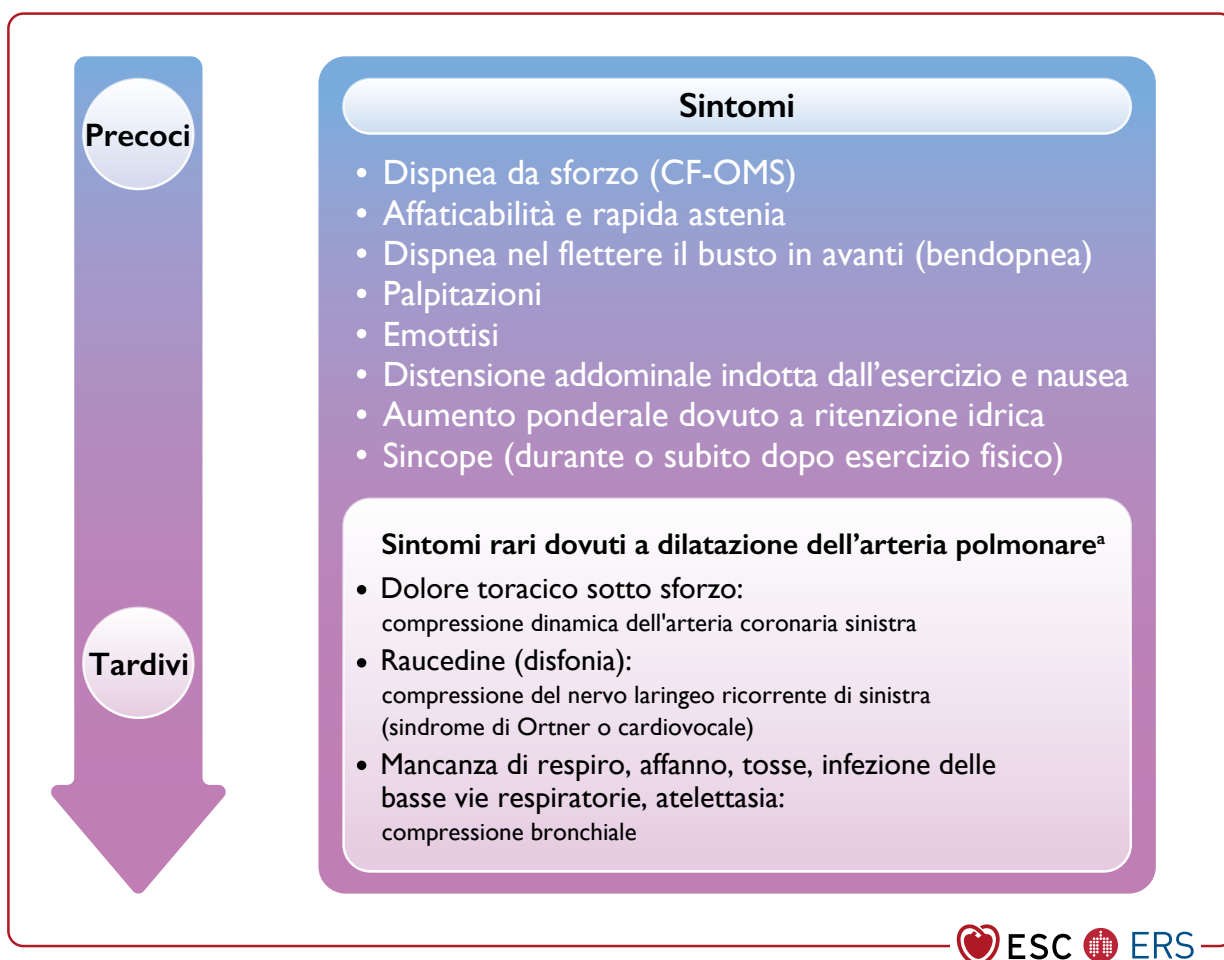 Precoci
Sintomi
• Dispnea da sforzo (CF-OMS)
• Affaticabilità e rapida astenia
• Dispnea nel flettere il busto in avanti (bendopnea)
• Palpitazioni
• Emottisi
• Distensione addominale indotta dall’esercizio e nausea
• Aumento ponderale dovuto a ritenzione idrica
• Sincope (durante o subito dopo esercizio fisico)
Sintomi rari dovuti a dilatazione dell’arteria polmonareᵃ
• Dolore toracico sotto sforzo:
compressione dinamica dell'arteria coronaria sinistra
Tardivi
• Raucedine (disfonia):
compressione del nervo laringeo ricorrente di sinistra
(sindrome di Ortner o cardiovocale)
• Mancanza di respiro, affanno, tosse, infezione delle
basse vie respiratorie, atelettasia:
compressione bronchiale
ESC ERS